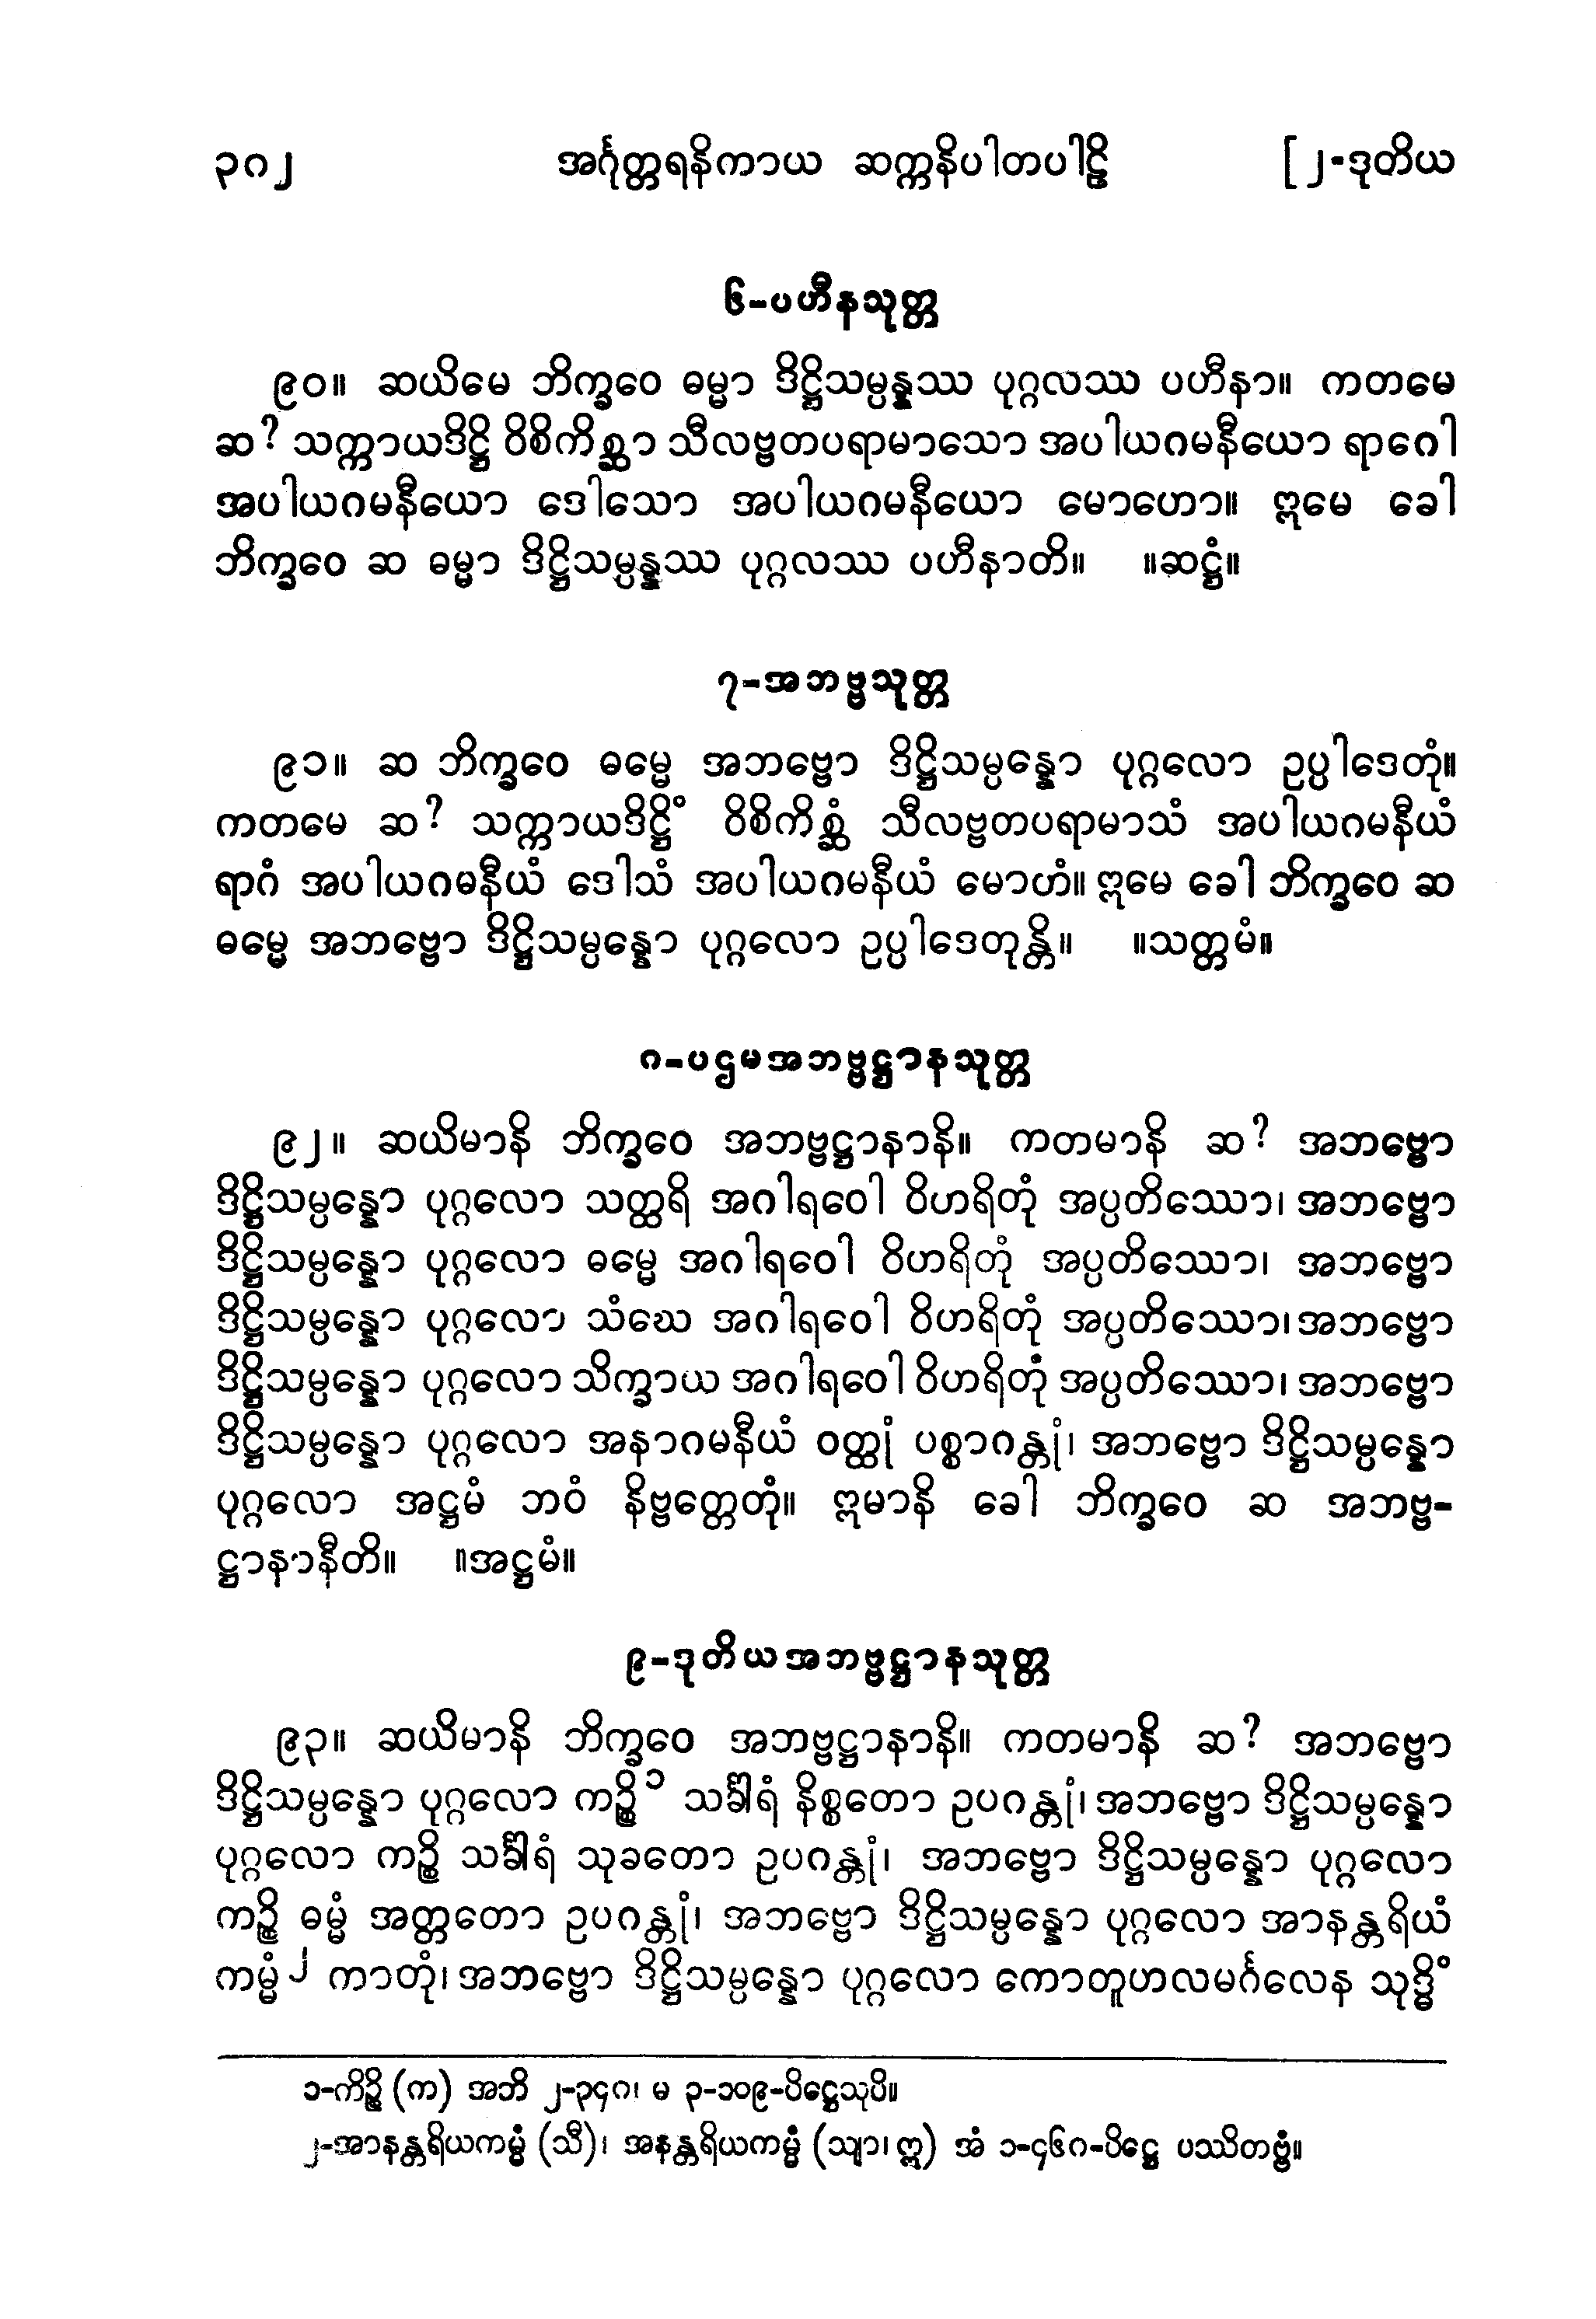 ၃၈၂ အင်္ဂုတ္တရနိကာယ ဆက္ကနိပါတပါဠိ [၂-ဒုတိယ
၆-ပဟီနသုတ္တ
၉၀။ ဆယိမေ ဘိက္ခဝေ ဓမ္မာ ဒိဋ္ဌိသမ္ပန္နဿ ပုဂ္ဂလဿ ပဟီနာ။ ကတမေ
ဆ? သက္ကာယဒိဋ္ဌိ ဝိစိကိစ္ဆာ သီလဗ္ဗတပရာမာသော အပါယဂမနီယော ရာဂေါ
အပါယဂမနီယော ဒေါသော အပါယဂမနီယော မောဟော။ ဣမေ ခေါ
ဘိက္ခဝေ ဆ ဓမ္မာ ဒိဋ္ဌိသမ္ပန္နဿ ပုဂ္ဂလဿ ပဟီနာတိ။ ။ဆဋ္ဌံ။
၇-အဘဗ္ဗသုတ္တ
၉၁။ ဆ ဘိက္ခဝေ ဓမ္မေ အဘဗ္ဗော ဒိဋ္ဌိသမ္ပန္နော ပုဂ္ဂလော ဥပ္ပါဒေတုံ။
ကတမေ ဆ? သက္ကာယဒိဋ္ဌိံ ဝိစိကိစ္ဆံ သီလဗ္ဗတပရာမာသံ အပါယဂမနီယံ
ရာဂံ အပါယဂမနီယံ ဒေါသံ အပါယဂမနီယံ မောဟံ။ ဣမေ ခေါ ဘိက္ခဝေ ဆ
ဓမ္မေ အဘဗ္ဗော ဒိဋ္ဌိသမ္ပန္နော ပုဂ္ဂလော ဥပ္ပါဒေတုန္တိ။ ။သတ္တမံ။
၈-ပဌမအဘဗ္ဗဋ္ဌာနသုတ္တ
၉၂။ ဆယိမာနိ ဘိက္ခဝေ အဘဗ္ဗဋ္ဌာနာနိ။ ကတမာနိ ဆ? အဘဗ္ဗော
ဒိဋ္ဌိသမ္ပန္နော ပုဂ္ဂလော သတ္ထရိ အဂါရဝေါ ဝိဟရိတုံ အပ္ပတိဿော၊ အဘဗ္ဗော
ဒိဋ္ဌိသမ္ပန္နော ပုဂ္ဂလော ဓမ္မေ အဂါရဝေါ ဝိဟရိတုံ အပ္ပတိဿော၊ အဘဗ္ဗော
ဒိဋ္ဌိသမ္ပန္နော ပုဂ္ဂလော သံဃေ အဂါရဝေါ ဝိဟရိတုံ အပ္ပတိဿော၊ အဘဗ္ဗော
ဒိဋ္ဌိသမ္ပန္နော ပုဂ္ဂလော သိက္ခာယ အဂါရဝေါ ဝိဟရိတုံ အပ္ပတိဿော၊ အဘဗ္ဗော
ဒိဋ္ဌိသမ္ပန္နော ပုဂ္ဂလော အနာဂမနီယံ ဝတ္ထုံ ပစ္စာဂန္တုံ၊ အဘဗ္ဗော ဒိဋ္ဌိသမ္ပန္နော
ပုဂ္ဂလော အဋ္ဌမံ ဘဝံ နိဗ္ဗတ္တေတုံ။ ဣမာနိ ခေါ ဘိက္ခဝေ ဆ အဘဗ္ဗ-
ဋ္ဌာနာနီတိ။ ။အဋ္ဌမံ။
၉-ဒုတိယအဘဗ္ဗဋ္ဌာနသုတ္တ
၉၃။ ဆယိမာနိ ဘိက္ခဝေ အဘဗ္ဗဋ္ဌာနာနိ။ ကတမာနိ ဆ? အဘဗ္ဗော
ဒိဋ္ဌိသမ္ပန္နော ပုဂ္ဂလော ကဉ္စိ ၁ သင်္ခါရံ နိစ္စတော ဥပဂန္တုံ၊ အဘဗ္ဗော ဒိဋ္ဌိသမ္ပန္နော
ပုဂ္ဂလော ကဉ္စိ သင်္ခါရံ သုခတော ဥပဂန္တုံ၊ အဘဗ္ဗော ဒိဋ္ဌိသမ္ပန္နော ပုဂ္ဂလော
ကဉ္စိ ဓမ္မံ အတ္တတော ဥပဂန္တုံ၊ အဘဗ္ဗော ဒိဋ္ဌိသမ္ပန္နော ပုဂ္ဂလော အာနန္တရိယံ
ကမ္မံ ၂ ကာတုံ၊ အဘဗ္ဗော ဒိဋ္ဌိသမ္ပန္နော ပုဂ္ဂလော ကောတူဟလမင်္ဂလေန သုဒ္ဓိံ
၁-ကိဉ္စိ (က) အဘိ ၂-၃၄၈၊ မ ၃-၁၀၉-ပိဋ္ဌေသုပိ။
၂-အာနန္တရိယကမ္မံ (သီ)၊ အနန္တရိယကမ္မံ (သျာ၊ ဣ) အံ ၁-၄၆၈-ပိဋ္ဌေ ပဿိတဗ္ဗံ။